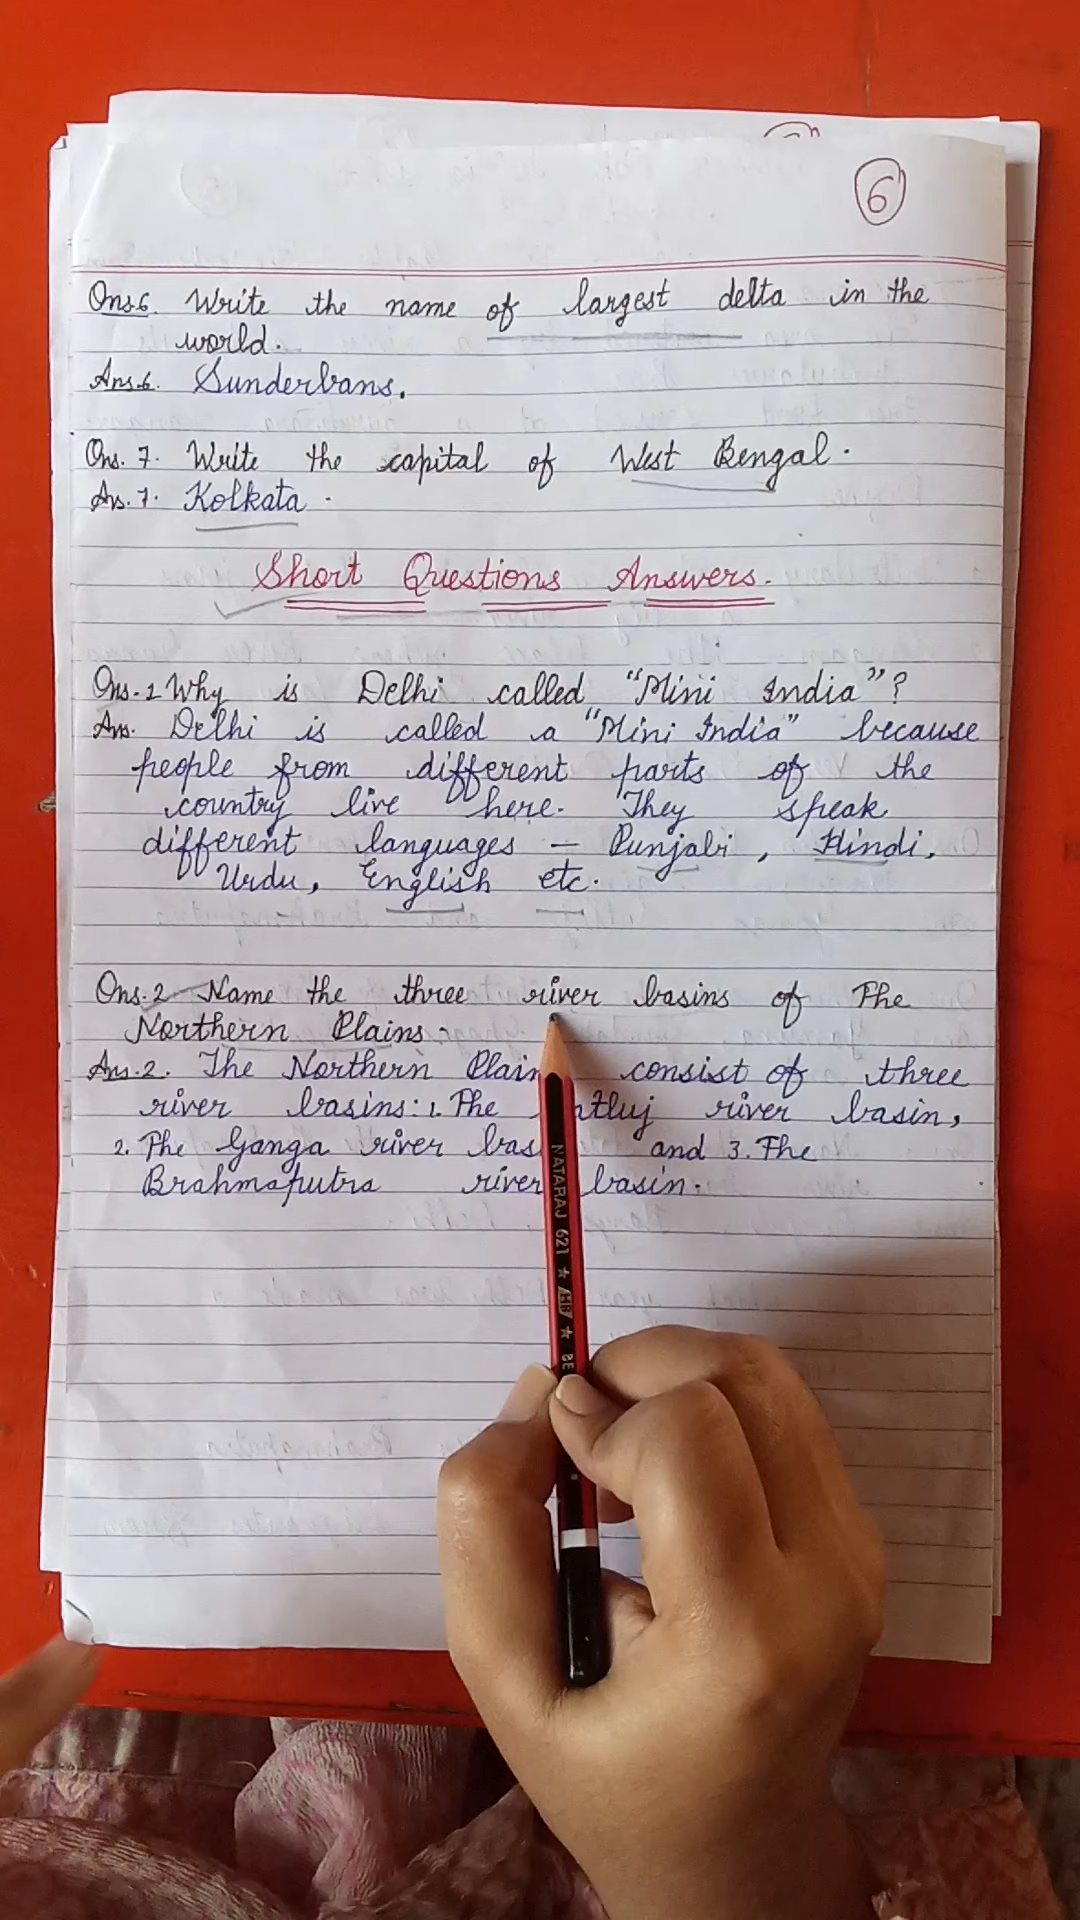 6
Qns.6. Write the name of largest delta in the
world.
Ans.6. Sunderbans.
Qns. 7. Write the capital of West Bengal.
Ans. 7. Kolkata.
Short Questions Answers.
Qns.1 Why is Delhi called "Mini India"?
Ans. Delhi is called a "Mini India" because
people from different parts of the
country live here. They speak
different languages – Punjabi, Hindi,
Urdu, English etc.
Qns.2 Name the three river basins of The
Northern Plains.
Ans.2. The Northern Plain consist of three
river basins: 1. The river basin,
2. The Ganga river and 3. The
Brahmaputra river basin.
NATARAJ 621 ★ HB ★ BE